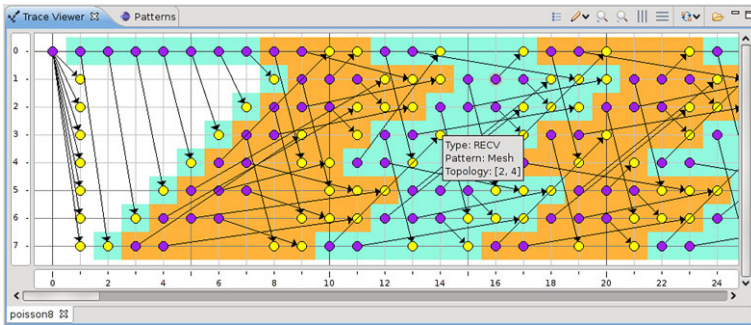 Trace Viewer Patterns
0
1
2
3
4
5
6
7
Type: RECV
Pattern: Mesh
Topology: [2, 4]
0 2 4 6 8 10 12 14 16 18 20 22 24
poisson8